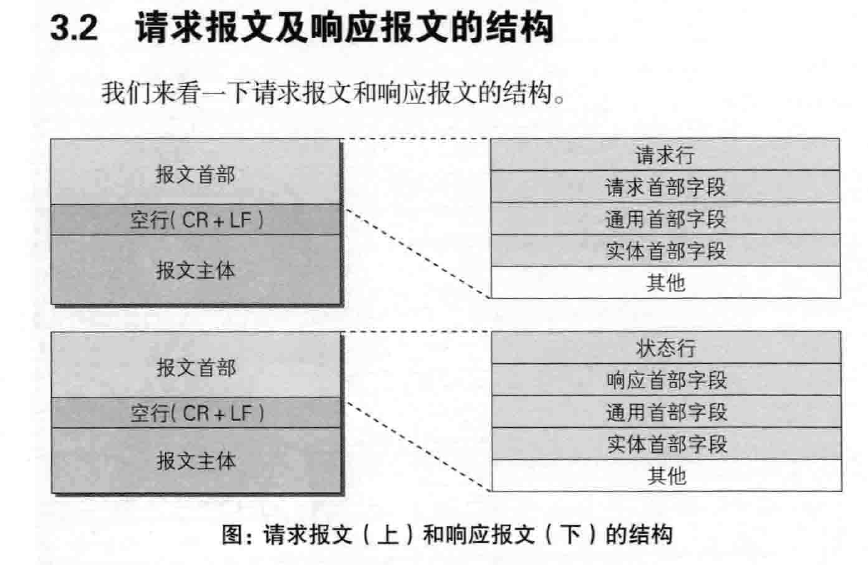 3.2 请求报文及响应报文的结构
我们来看一下请求报文和响应报文的结构。
报文首部
空行(CR+LF)
报文主体
请求行
请求首部字段
通用首部字段
实体首部字段
其他
报文首部
空行(CR+LF)
报文主体
状态行
响应首部字段
通用首部字段
实体首部字段
其他
图：请求报文（上）和响应报文（下）的结构